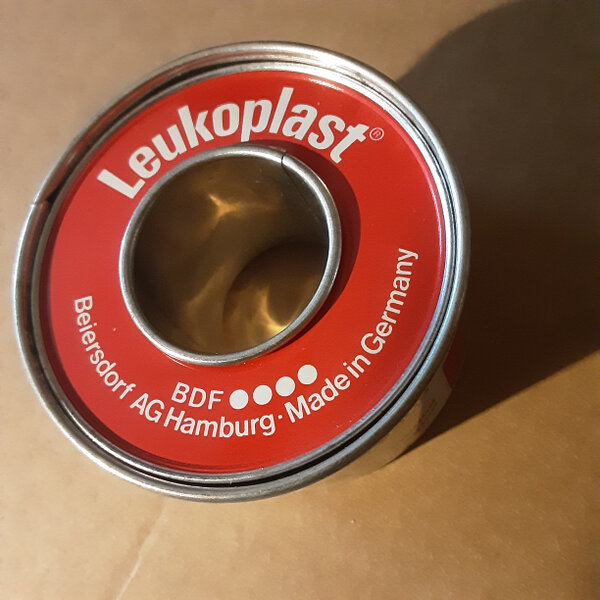 Leukoplast®
BDF ●●●●
Beiersdorf AG Hamburg · Made in Germany